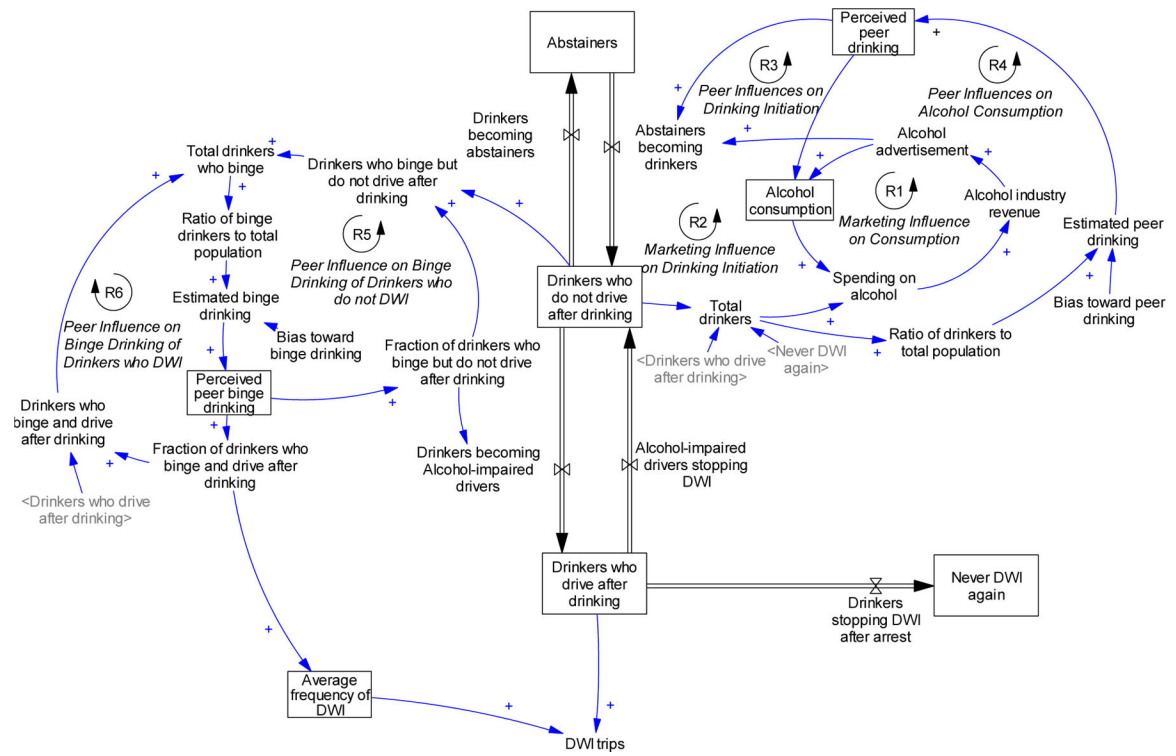 Abstainers
Perceived
peer
drinking
+
R3
Peer Influences on
Drinking Initiation
R4
Peer Influences on
Alcohol Consumption
+
+
Drinkers
becoming
abstainers
Abstainers
becoming
drinkers
+
Alcohol
advertisement
+
+
Total drinkers
who binge
+
+
Drinkers who binge but
do not drive after
drinking
+
Alcohol
consumption
R1
Marketing Influence
on Consumption
Alcohol industry
revenue
+
+
+
Ratio of binge
drinkers to total
population
R5
Peer Influence on Binge
Drinking of Drinkers who
do not DWI
R2
Marketing Influence
on Drinking Initiation
Estimated peer
drinking
+
+
+
+
R6
Peer Influence on
Binge Drinking of
Drinkers who DWI
Estimated binge
drinking
+
Bias toward
binge drinking
Drinkers who
do not drive
after drinking
Spending on
alcohol
Bias toward peer
drinking
+
Total
drinkers
+
+
Ratio of drinkers to
total population
+
Fraction of drinkers who
binge but do not drive
after drinking
<Drinkers who drive
after drinking>
<Never DWI
again>
Perceived
peer binge
drinking
+
+
Drinkers who
binge and drive
after drinking
+
Fraction of drinkers who
binge and drive after
drinking
Drinkers becoming
Alcohol-impaired
drivers
Alcohol-impaired
drivers stopping
DWI
<Drinkers who drive
after drinking>
Drinkers who
drive after
drinking
Never DWI
again
Drinkers
stopping DWI
after arrest
+
Average
frequency of
DWI
+
+
DWI trips